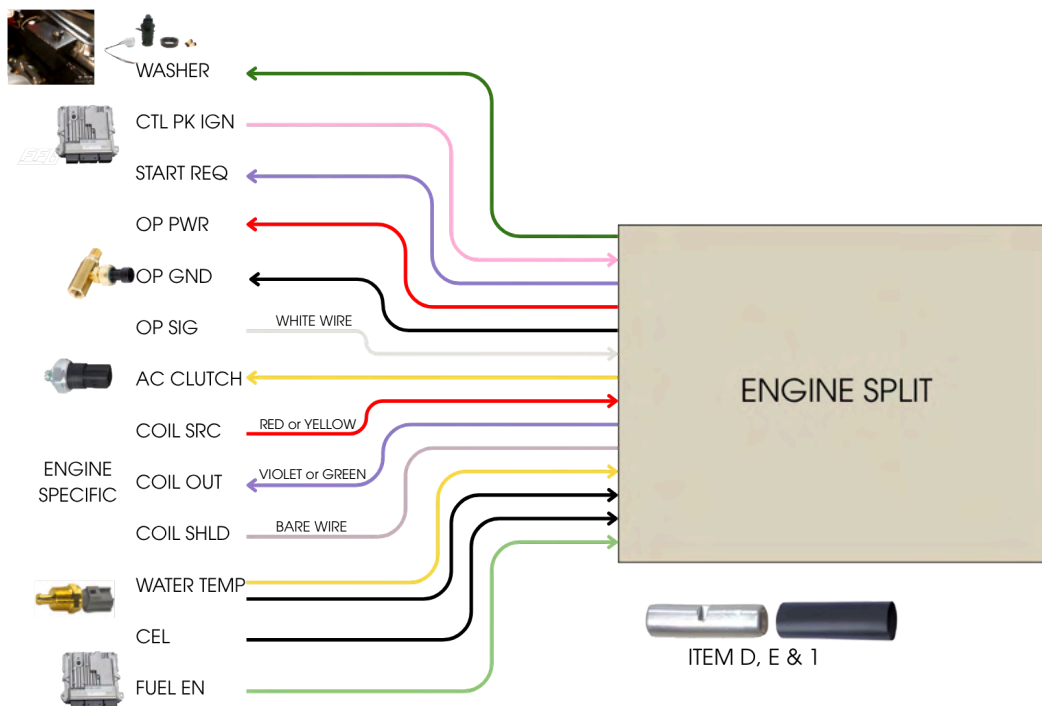 WASHER
CTL PK IGN
START REQ
OP PWR
OP GND
OP SIG
WHITE WIRE
AC CLUTCH
COIL SRC
RED or YELLOW
ENGINE
SPECIFIC
COIL OUT
VIOLET or GREEN
COIL SHLD
BARE WIRE
WATER TEMP
CEL
FUEL EN
ENGINE SPLIT
ITEM D, E & 1